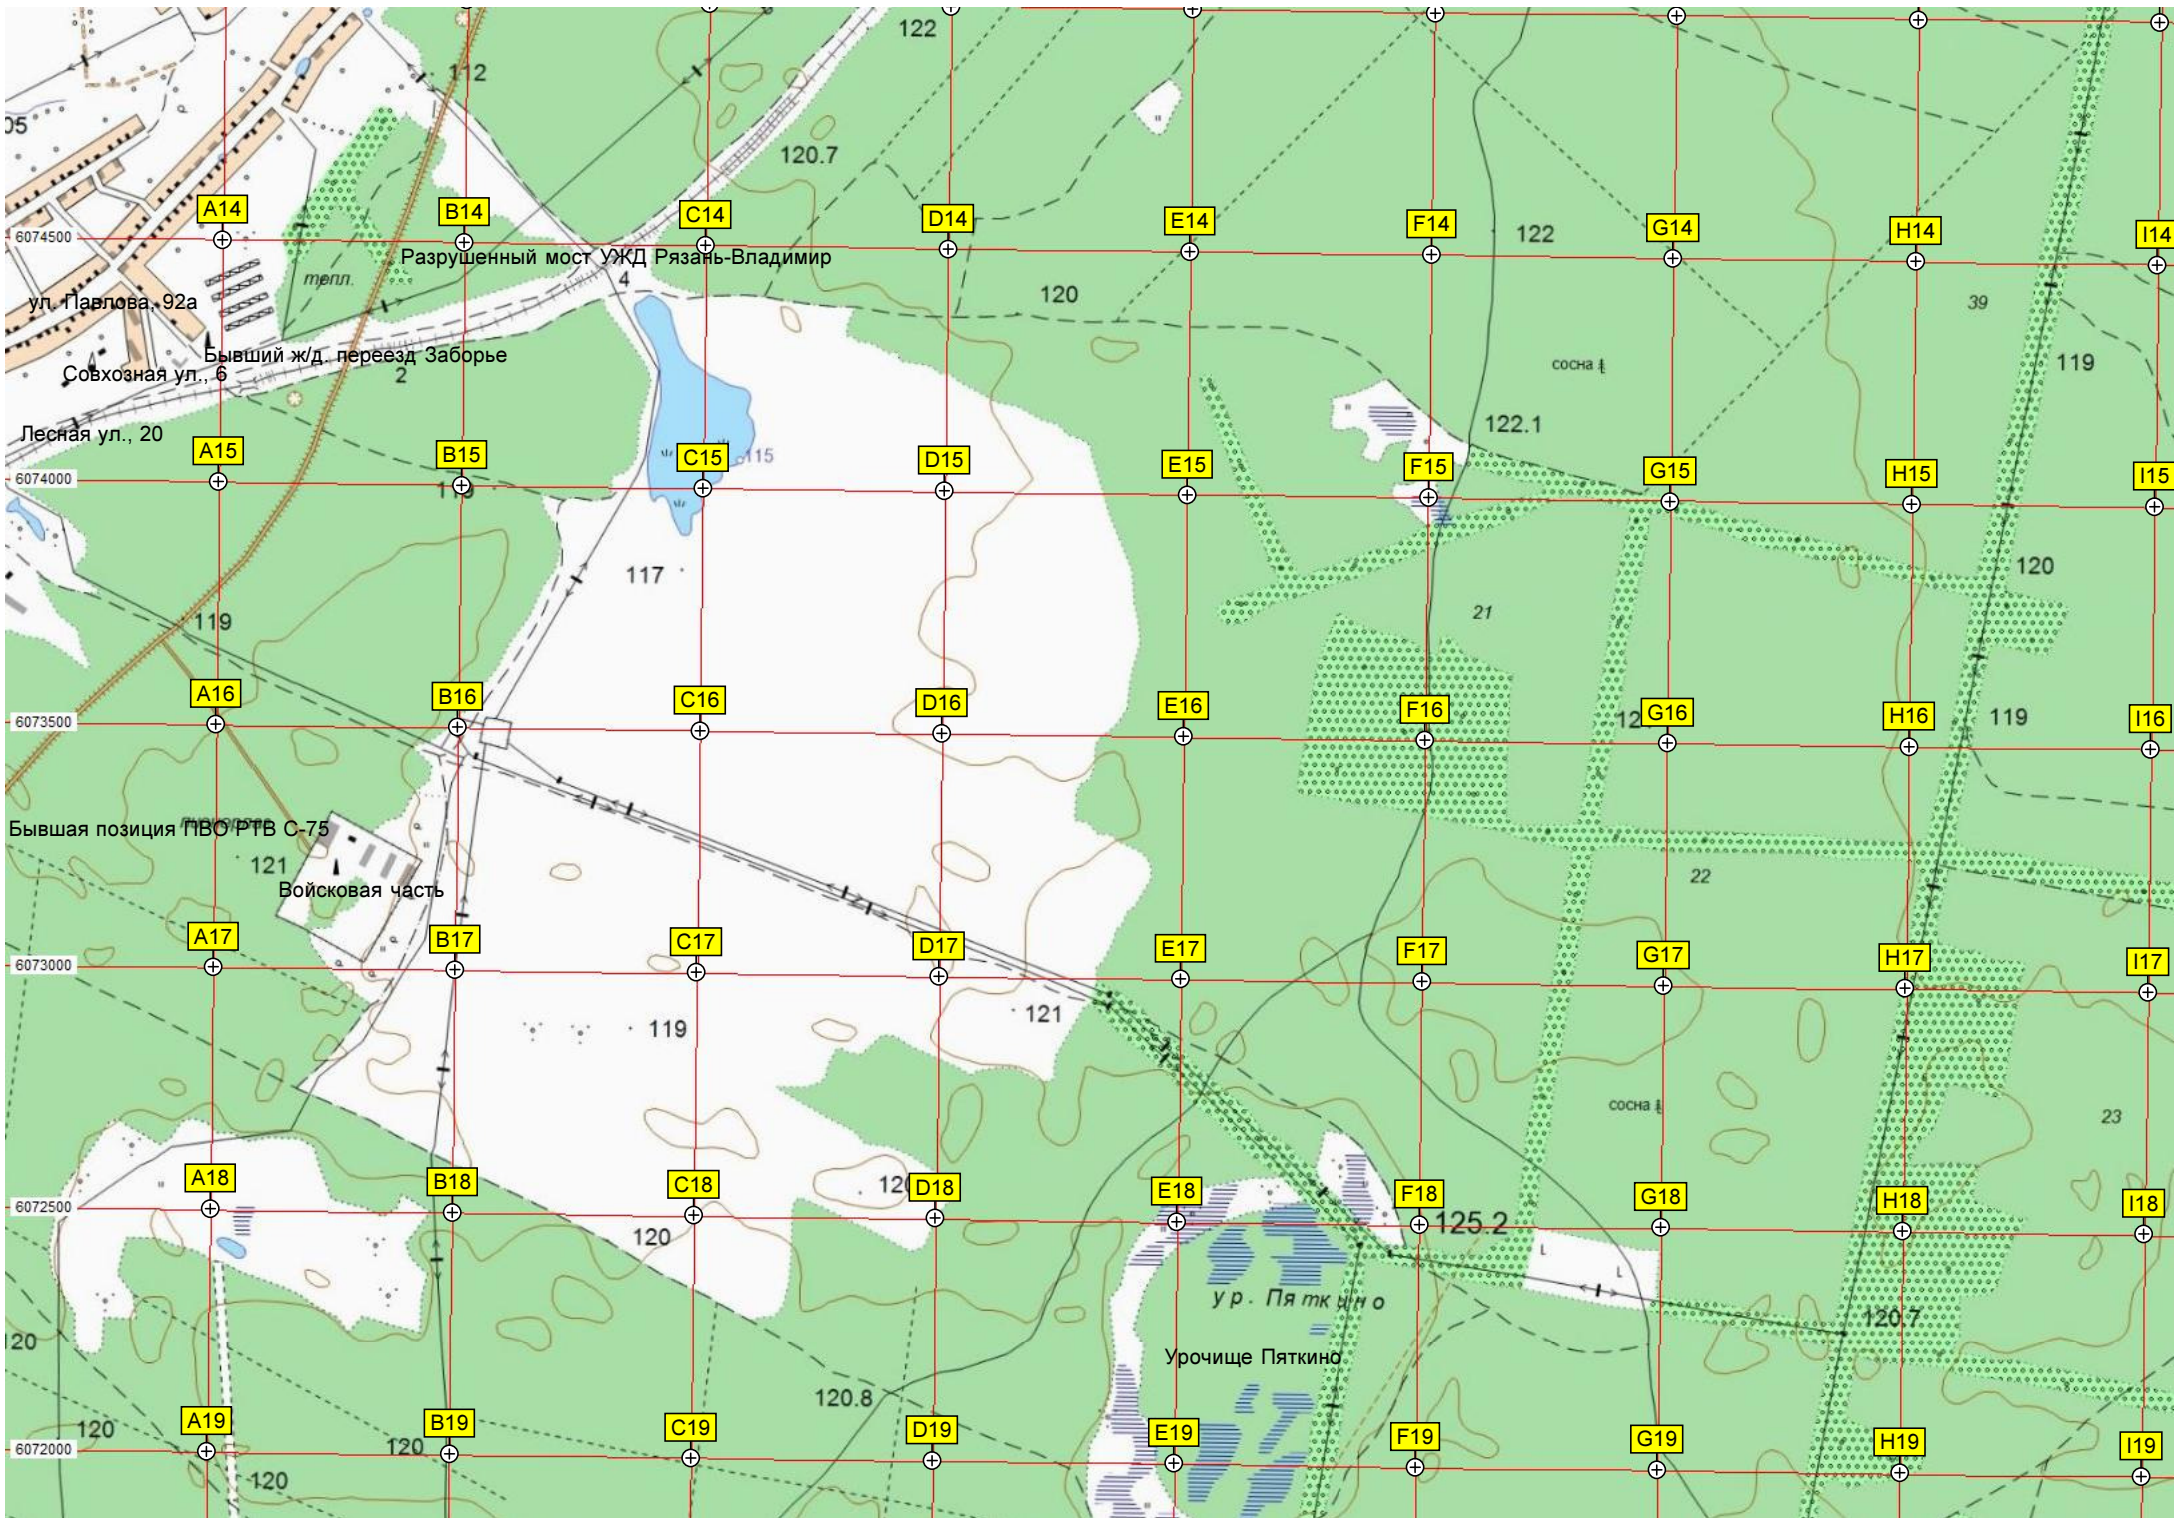 122
112
05
120.7
A14
B14
C14
D14
E14
F14
G14
H14
I14
6074500
122
Разрушенный мост УЖД Рязань-Владимир
тепл.
4
120
39
ул. Павлова, 92а
Бывший ж/д. переезд Заборье
Совхозная ул., 6
2
сосна
119
122.1
Лесная ул., 20
A15
B15
C15
115
D15
E15
F15
G15
H15
I15
6074000
119
117
120
119
21
A16
B16
C16
D16
E16
F16
G16
H16
I16
6073500
119
Бывшая позиция ПВО РТВ С-75
121
Войсковая часть
22
A17
B17
C17
D17
E17
F17
G17
H17
I17
6073000
119
121
сосна
23
A18
B18
C18
D18
E18
F18
G18
H18
I18
6072500
120
125.2
ур. Пяткино
120.7
20
Урочище Пяткино
120.8
A19
B19
C19
D19
E19
F19
G19
H19
I19
120
120
6072000
120